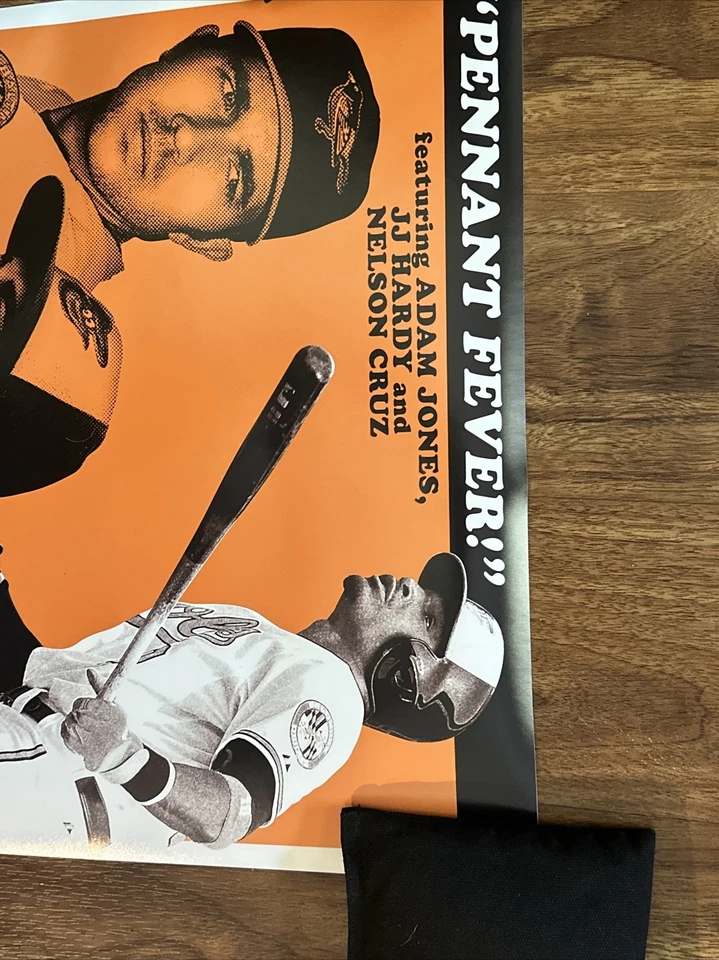 “PENNANT FEVER!”
featuring ADAM JONES,
JJ HARDY and
NELSON CRUZ